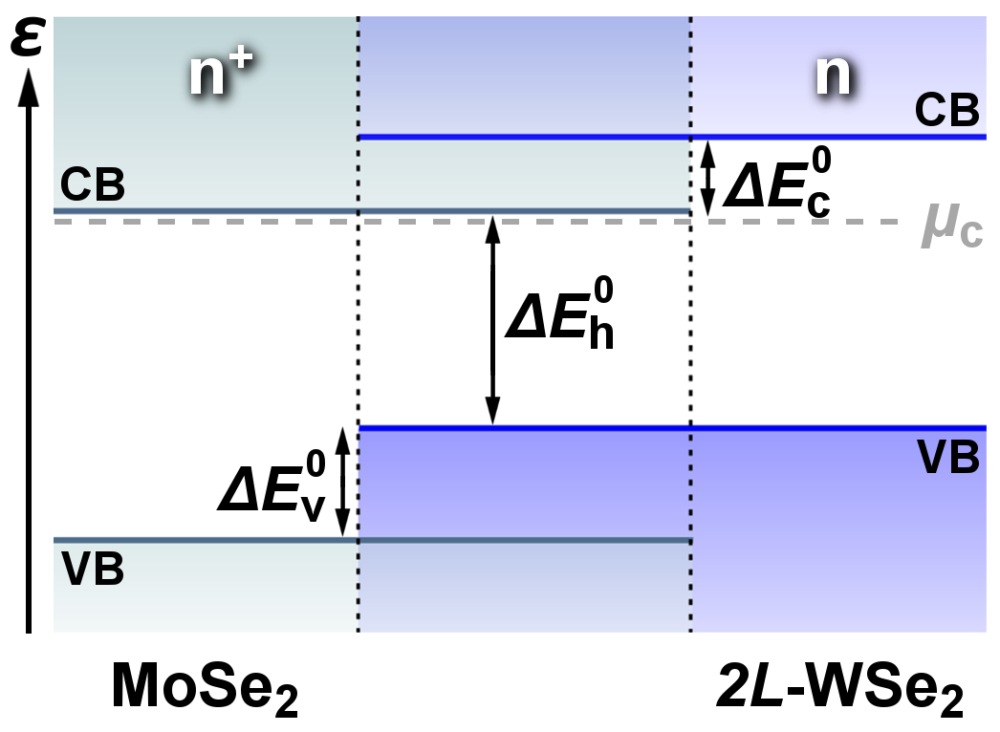 ε
n⁺
n
CB
CB
ΔE⁰c
μc
ΔE⁰h
ΔE⁰v
VB
VB
MoSe₂
2L-WSe₂